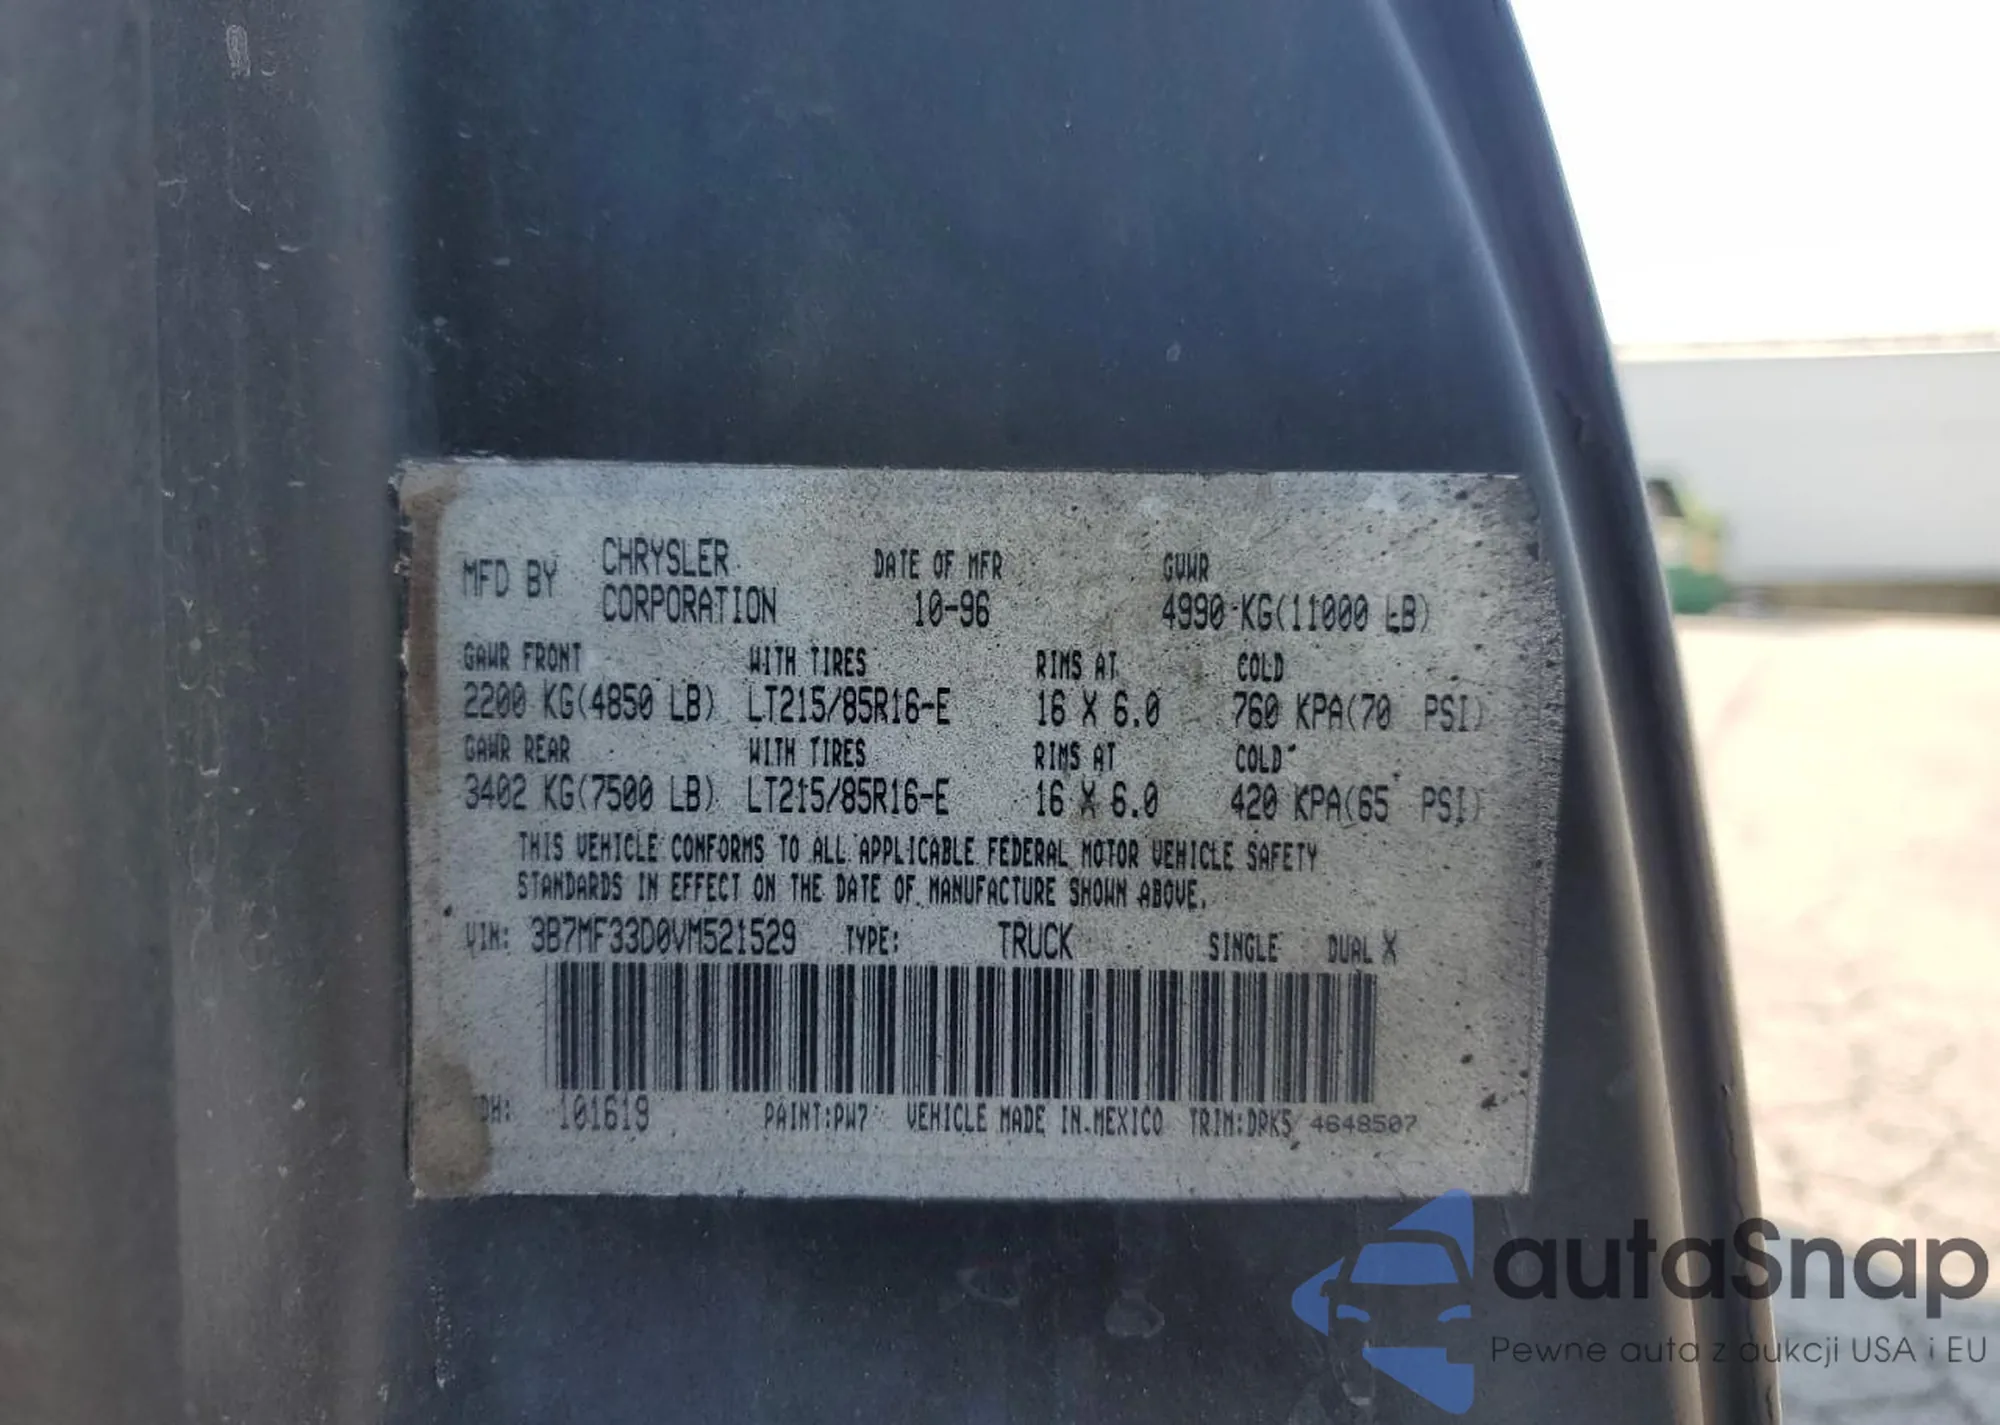 MFD BY CHRYSLER CORPORATION DATE OF MFR 10-96 GVWR 4990 KG(11000 LB)
GAWR FRONT WITH TIRES RIMS AT COLD
2200 KG(4850 LB) LT215/85R16-E 16 X 6.0 760 KPA(70 PSI)
GAWR REAR WITH TIRES RIMS AT COLD
3402 KG(7500 LB) LT215/85R16-E 16 X 6.0 420 KPA(65 PSI)
THIS VEHICLE CONFORMS TO ALL APPLICABLE FEDERAL MOTOR VEHICLE SAFETY
STANDARDS IN EFFECT ON THE DATE OF MANUFACTURE SHOWN ABOVE.
VIN: 3B7MF33D0VM521529 TYPE: TRUCK SINGLE DUAL X
101619 PAINT:PW7 VEHICLE MADE IN MEXICO TRIM:DPK5 4648507
autaSnap
Pewne auta z aukcji USA i EU